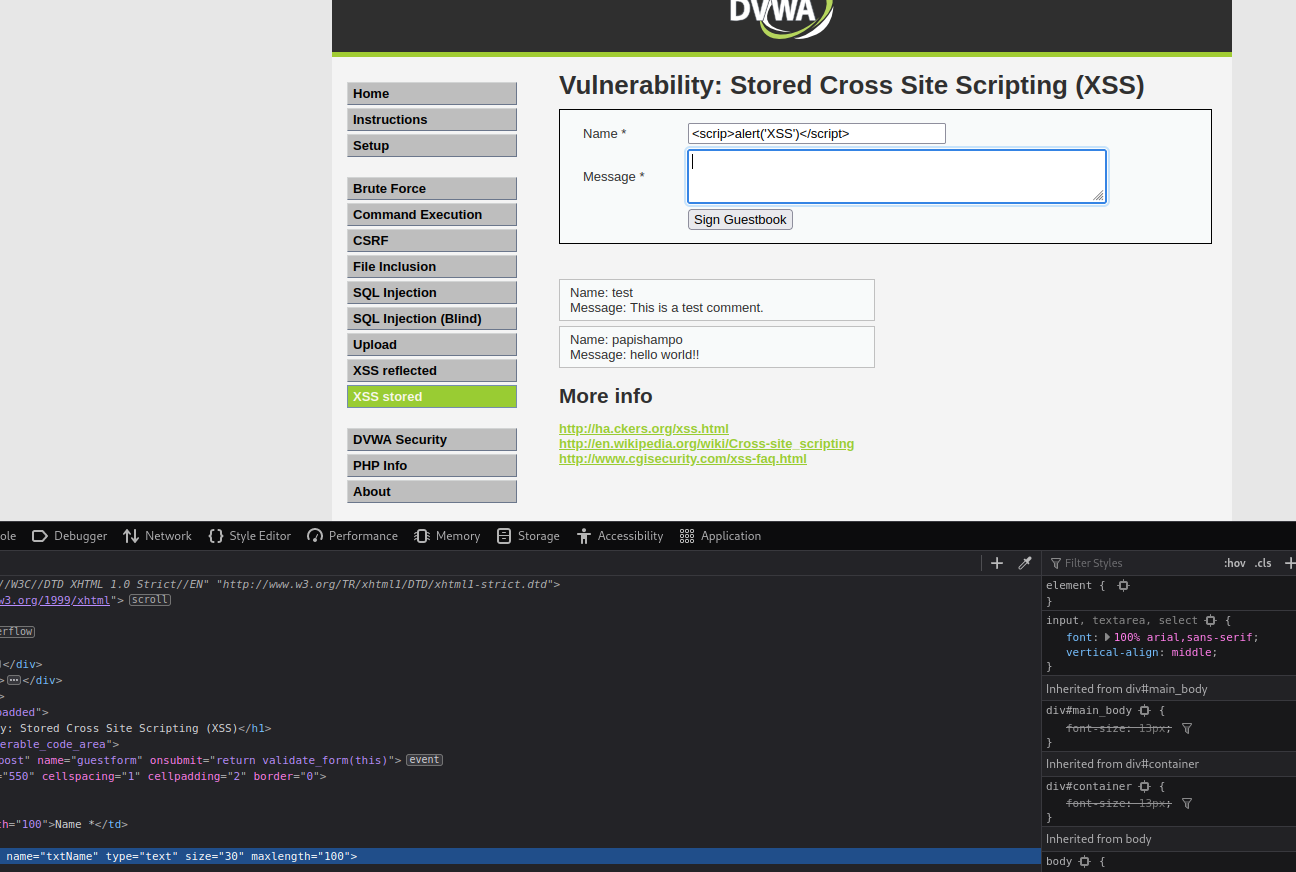 DVWA
Vulnerability: Stored Cross Site Scripting (XSS)
Home
Instructions
Setup
Brute Force
Command Execution
CSRF
File Inclusion
SQL Injection
SQL Injection (Blind)
Upload
XSS reflected
XSS stored
DVWA Security
PHP Info
About
Name * <scrip>alert('XSS')</script>
Message *
Sign Guestbook
Name: test
Message: This is a test comment.
Name: papishampo
Message: hello world!!
More info
http://ha.ckers.org/xss.html
http://en.wikipedia.org/wiki/Cross-site_scripting
http://www.cgisecurity.com/xss-faq.html
ole Debugger Network Style Editor Performance Memory Storage Accessibility Application
//W3C//DTD XHTML 1.0 Strict//EN" "http://www.w3.org/TR/xhtml1/DTD/xhtml1-strict.dtd">
w3.org/1999/xhtml"> scroll
erflow
</div>
> </div>
>
added">
y: Stored Cross Site Scripting (XSS)</h1>
erable_code_area">
post" name="guestform" onsubmit="return validate_form(this)"> event
="550" cellspacing="1" cellpadding="2" border="0">
th="100">Name *</td>
name="txtName" type="text" size="30" maxlength="100">
Filter Styles :hov .cls
element {
}
input, textarea, select {
font: 100% arial,sans-serif;
vertical-align: middle;
}
Inherited from div#main_body
div#main_body {
font-size: 13px;
}
Inherited from div#container
div#container {
font-size: 13px;
}
Inherited from body
body {